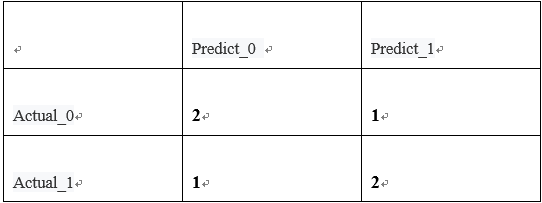 Predict_0 Predict_1
Actual_0 2 1
Actual_1 1 2